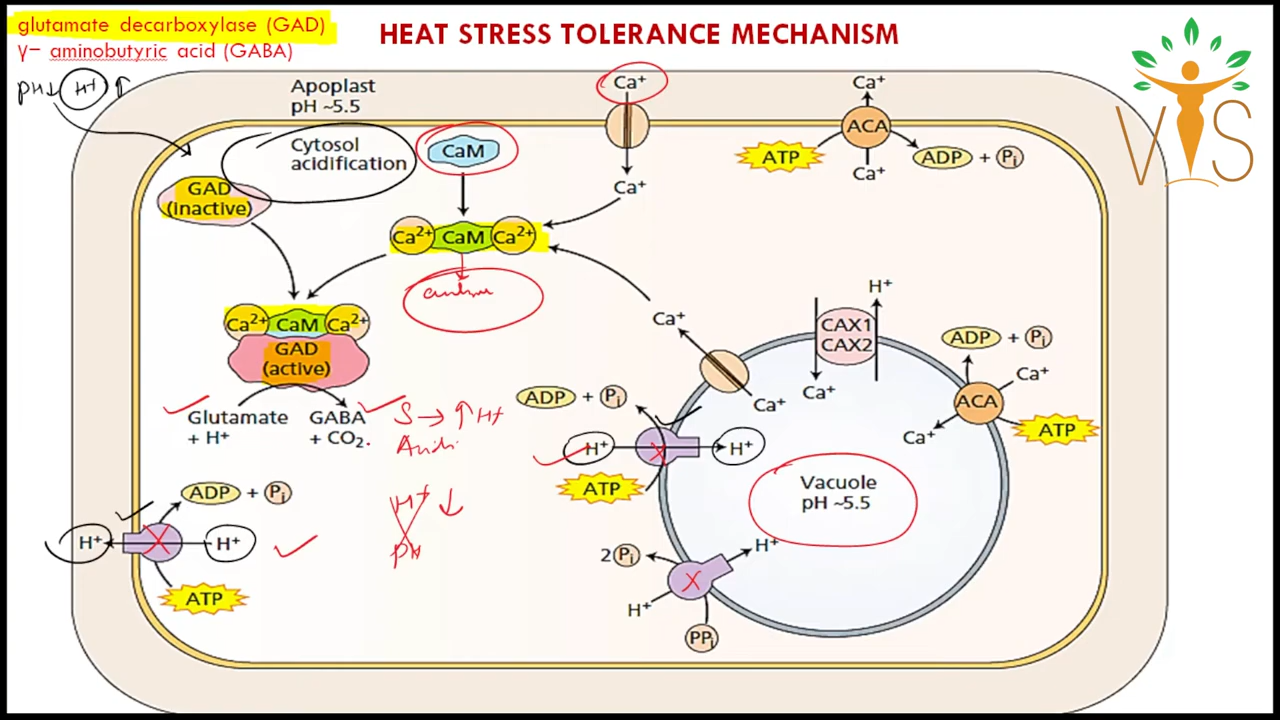 glutamate decarboxylase (GAD)
γ– aminobutyric acid (GABA)
HEAT STRESS TOLERANCE MECHANISM
VIS
pH↓ H+ ↑
Apoplast
pH ~5.5
Cytosol
acidification
CaM
Ca⁺
Ca⁺
Ca⁺
ACA
Ca⁺
ATP
ADP + Pi
GAD
(inactive)
Ca²⁺ CaM Ca²⁺
Ca²⁺ CaM Ca²⁺
GAD
(active)
Glutamate
+ H⁺
GABA
+ CO₂
S → ↑ H+
H+ ↓
pH
Ca⁺
Ca⁺
CAX1
CAX2
H⁺
Ca⁺
ADP + Pi
Ca⁺
ACA
Ca⁺
ATP
ADP + Pi
H⁺
H⁺
ATP
Vacuole
pH ~5.5
ADP + Pi
H⁺
H⁺
ATP
2Pi
H⁺
H⁺
PPi